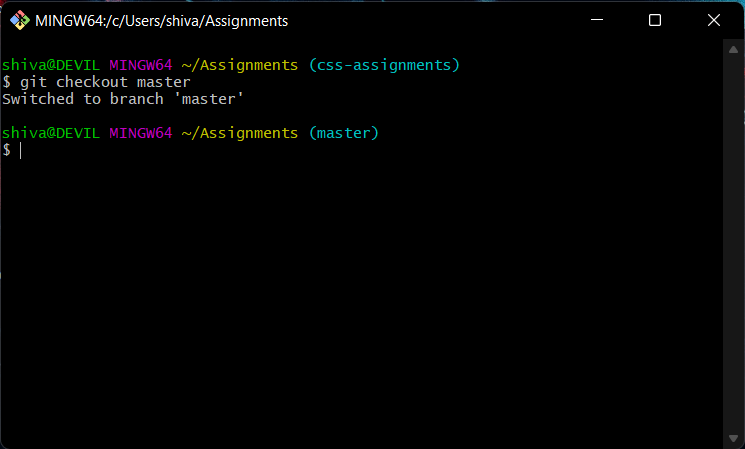 MINGW64:/c/Users/shiva/Assignments
shiva@DEVIL MINGW64 ~/Assignments (css-assignments)
$ git checkout master
Switched to branch 'master'
shiva@DEVIL MINGW64 ~/Assignments (master)
$